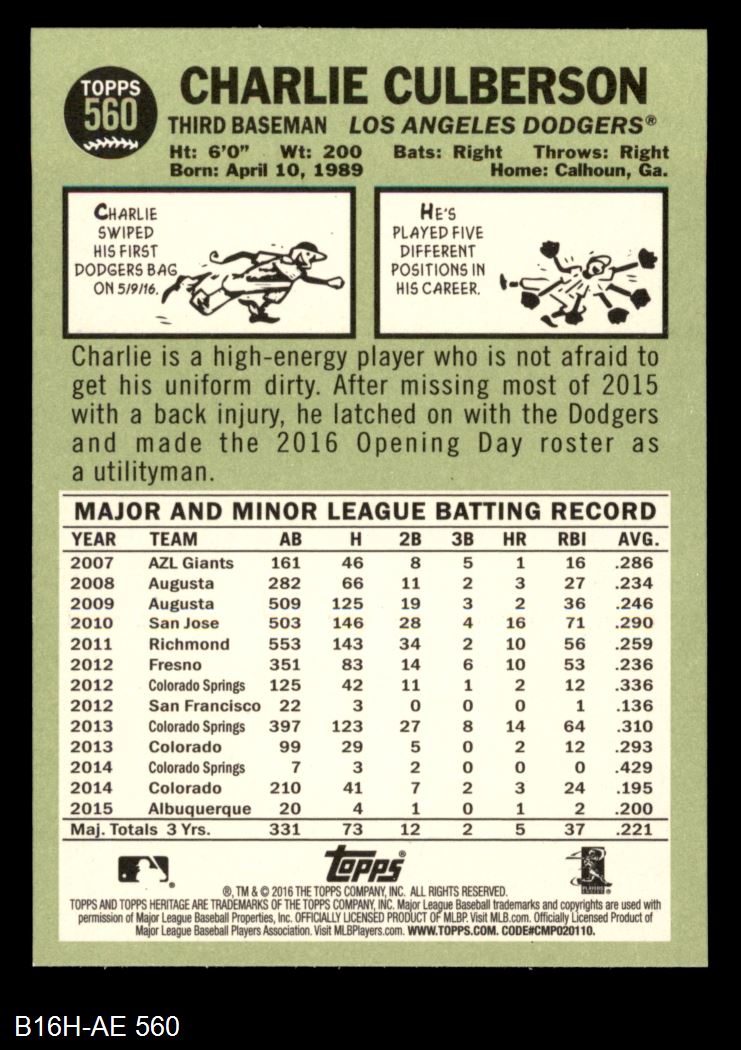 TOPPS
560
CHARLIE CULBERSON
THIRD BASEMAN LOS ANGELES DODGERS®
Ht: 6'0" Wt: 200 Bats: Right Throws: Right
Born: April 10, 1989 Home: Calhoun, Ga.
CHARLIE
SWIPED
HIS FIRST
DODGERS BAG
ON 5/9/16.
HE'S
PLAYED FIVE
DIFFERENT
POSITIONS IN
HIS CAREER.
Charlie is a high-energy player who is not afraid to
get his uniform dirty. After missing most of 2015
with a back injury, he latched on with the Dodgers
and made the 2016 Opening Day roster as
a utilityman.
MAJOR AND MINOR LEAGUE BATTING RECORD
YEAR TEAM AB H 2B 3B HR RBI AVG.
2007 AZL Giants 161 46 8 5 1 16 .286
2008 Augusta 282 66 11 2 3 27 .234
2009 Augusta 509 125 19 3 2 36 .246
2010 San Jose 503 146 28 4 16 71 .290
2011 Richmond 553 143 34 2 10 56 .259
2012 Fresno 351 83 14 6 10 53 .236
2012 Colorado Springs 125 42 11 1 2 12 .336
2012 San Francisco 22 3 0 0 0 1 .136
2013 Colorado Springs 397 123 27 8 14 64 .310
2013 Colorado 99 29 5 0 2 12 .293
2014 Colorado Springs 7 3 2 0 0 0 .429
2014 Colorado 210 41 7 2 3 24 .195
2015 Albuquerque 20 4 1 0 1 2 .200
Maj. Totals 3 Yrs. 331 73 12 2 5 37 .221
topps®
®, TM & © 2016 THE TOPPS COMPANY, INC. ALL RIGHTS RESERVED.
TOPPS AND TOPPS HERITAGE ARE TRADEMARKS OF THE TOPPS COMPANY, INC. Major League Baseball trademarks and copyrights are used with
permission of Major League Baseball Properties, Inc. OFFICIALLY LICENSED PRODUCT OF MLBP. Visit MLB.com. Officially Licensed Product of
Major League Baseball Players Association. Visit MLBPlayers.com. WWW.TOPPS.COM. CODE#CMP020110.
B16H-AE 560